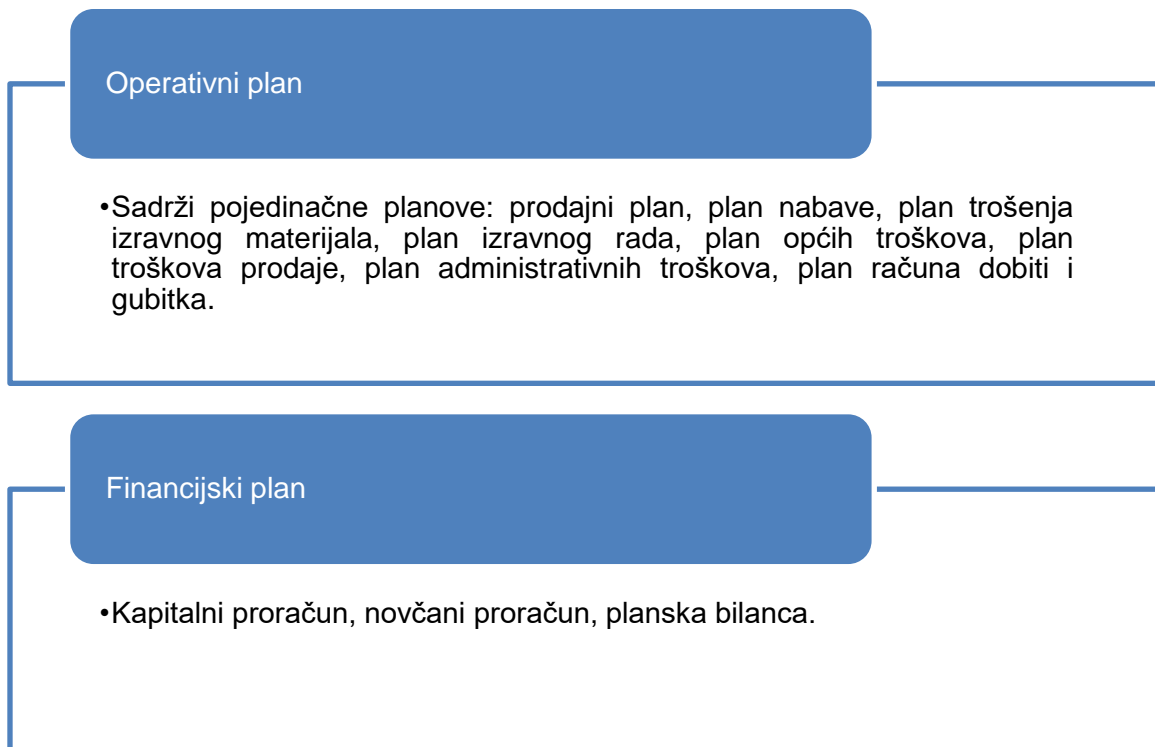 Operativni plan
•Sadrži pojedinačne planove: prodajni plan, plan nabave, plan trošenja
izravnog materijala, plan izravnog rada, plan općih troškova, plan
troškova prodaje, plan administrativnih troškova, plan računa dobiti i
gubitka.
Financijski plan
•Kapitalni proračun, novčani proračun, planska bilanca.